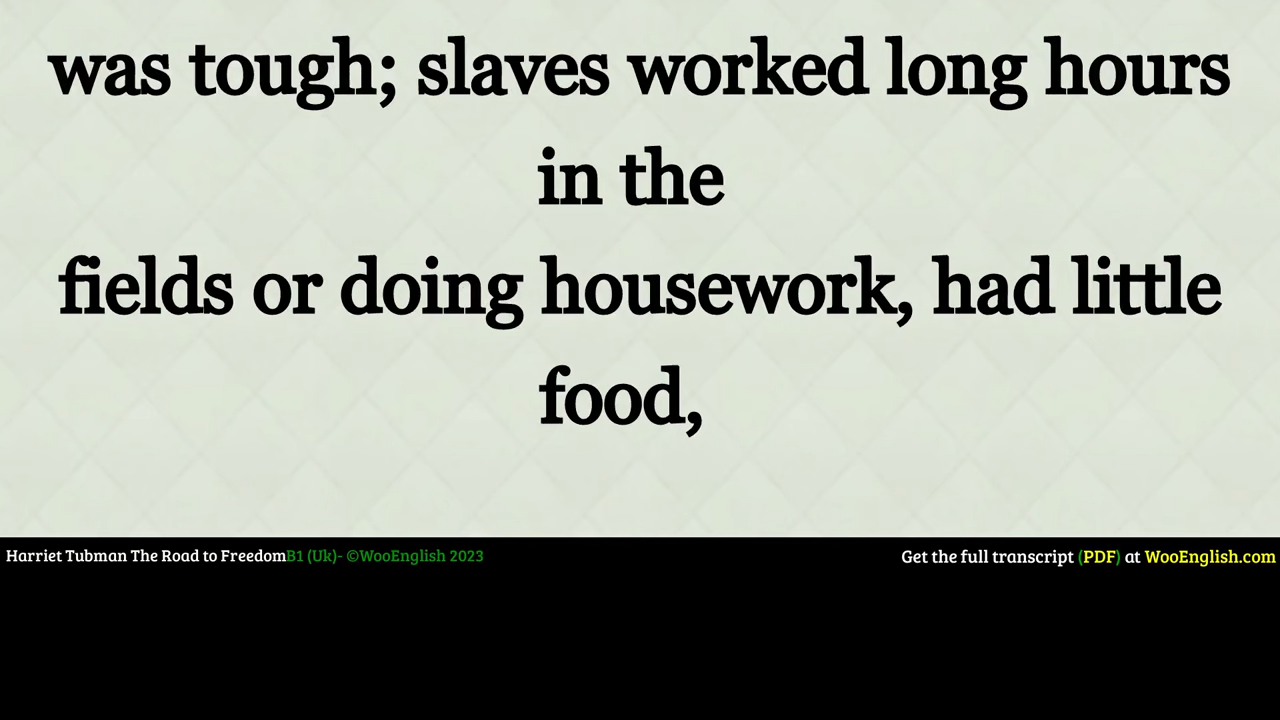 was tough; slaves worked long hours
in the
fields or doing housework, had little
food,
Harriet Tubman The Road to FreedomB1 (Uk)- ©WooEnglish 2023
Get the full transcript (PDF) at WooEnglish.com